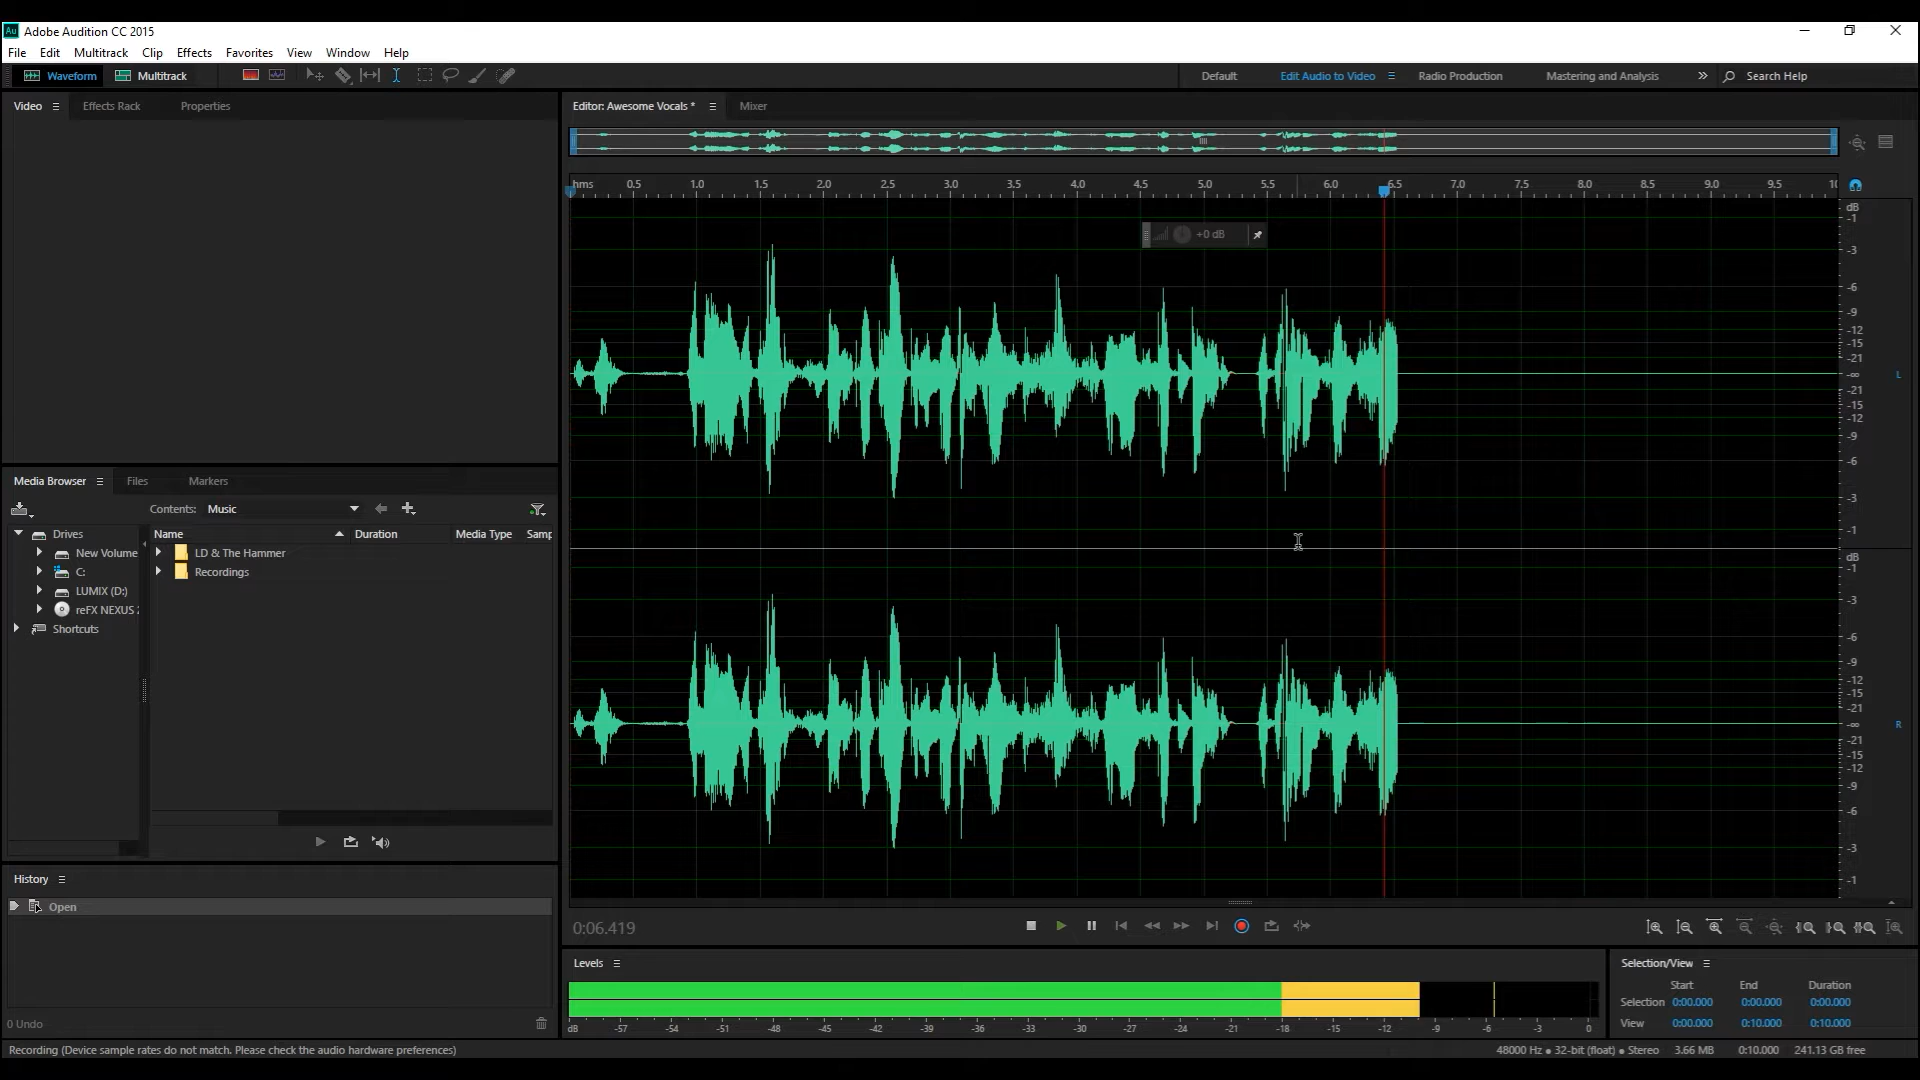 Au Adobe Audition CC 2015
File Edit Multitrack Clip Effects Favorites View Window Help
Waveform Multitrack Default Edit Audio to Video Radio Production Mastering and Analysis » Search Help
Video Effects Rack Properties
Editor: Awesome Vocals * Mixer
hms 0.5 1.0 1.5 2.0 2.5 3.0 3.5 4.0 4.5 5.0 5.5 6.0 6.5 7.0 7.5 8.0 8.5 9.0 9.5 10
+0 dB
dB
-1
-3
-6
-9
-12
-15
-21
-∞
-21
-15
-12
-9
-6
-3
-1
L
dB
-1
-3
-6
-9
-12
-15
-21
-∞
-21
-15
-12
-9
-6
-3
-1
R
Media Browser Files Markers
Contents: Music
Drives
New Volume
C:
LUMIX (D:)
reFX NEXUS 2
Shortcuts
Name Duration Media Type Samp
LD & The Hammer
Recordings
History
Open
0 Undo
0:06.419
Levels
dB -57 -54 -51 -48 -45 -42 -39 -36 -33 -30 -27 -24 -21 -18 -15 -12 -9 -6 -3 0
Selection/View
Start End Duration
Selection 0:00.000 0:00.000 0:00.000
View 0:00.000 0:10.000 0:10.000
Recording (Device sample rates do not match. Please check the audio hardware preferences)
48000 Hz ● 32-bit (float) ● Stereo 3.66 MB 0:10.000 241.13 GB free